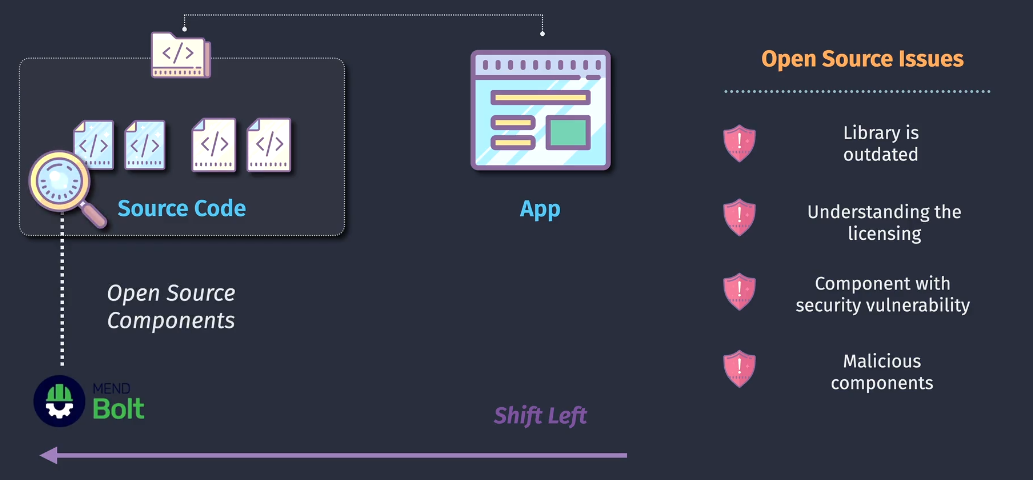 Source Code
App
Open Source
Components
MEND
Bolt
Shift Left
Open Source Issues
Library is
outdated
Understanding the
licensing
Component with
security vulnerability
Malicious
components